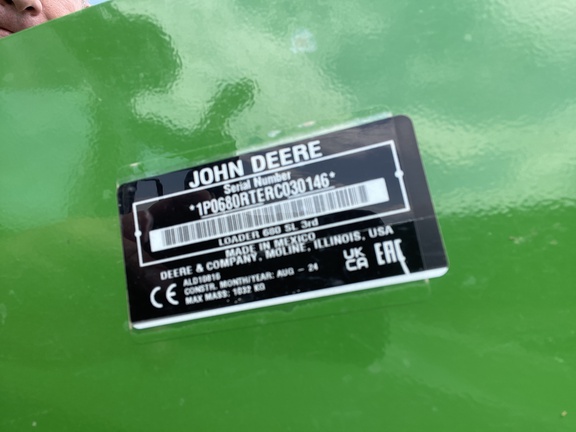 JOHN DEERE
Serial Number
*1P0680RTERC030146*
LOADER 680 SL 3rd
MADE IN MEXICO
DEERE & COMPANY, MOLINE, ILLINOIS, USA
ALD10816
CONSTR. MONTH/YEAR: AUG - 24
MAX MASS: 1032 KG
CE
UK
CA
EAC